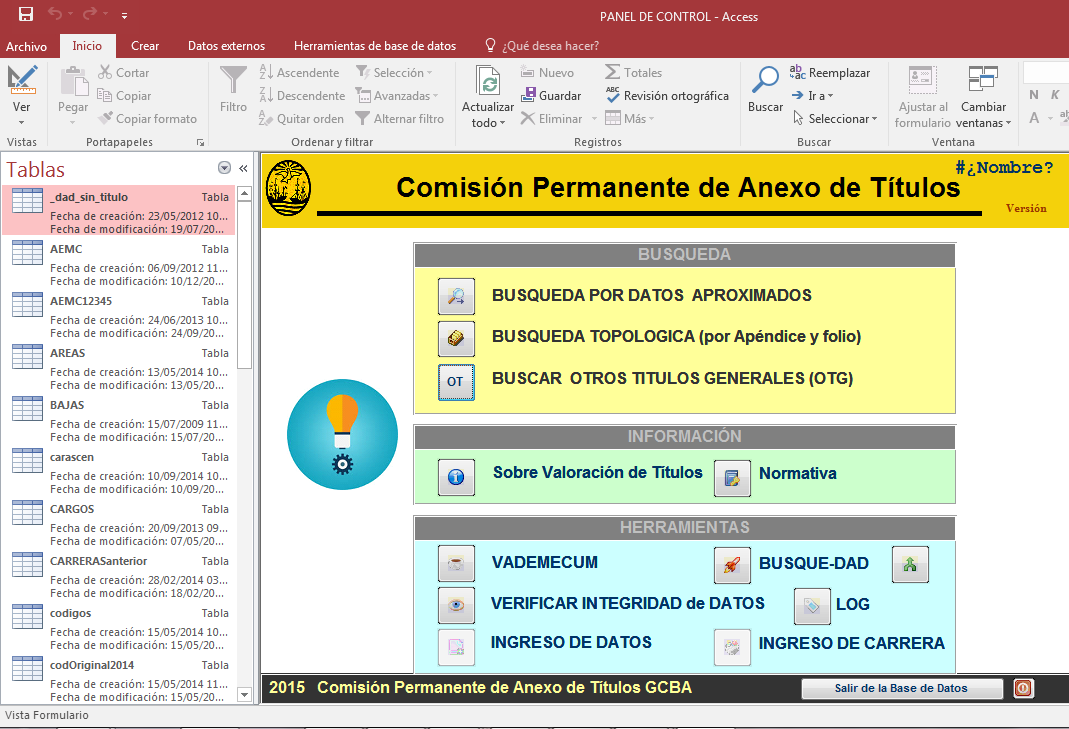 PANEL DE CONTROL - Access
Archivo Inicio Crear Datos externos Herramientas de base de datos ¿Qué desea hacer?
Ver
Vistas
Pegar
Cortar
Copiar
Copiar formato
Portapapeles
Filtro
Ascendente
Descendente
Quitar orden
Selección
Avanzadas
Alternar filtro
Ordenar y filtrar
Actualizar
todo
Nuevo
Guardar
Eliminar
Totales
Revisión ortográfica
Más
Registros
Buscar
Reemplazar
Ir a
Seleccionar
Buscar
Ajustar al
formulario
Cambiar
ventanas
Ventana
N K
A
Tablas
_dad_sin_titulo Tabla
Fecha de creación: 23/05/2012 10...
Fecha de modificación: 19/07/20...
AEMC Tabla
Fecha de creación: 06/09/2012 11...
Fecha de modificación: 10/12/20...
AEMC12345 Tabla
Fecha de creación: 24/06/2013 10...
Fecha de modificación: 24/09/20...
AREAS Tabla
Fecha de creación: 13/05/2014 10...
Fecha de modificación: 13/05/20...
BAJAS Tabla
Fecha de creación: 15/07/2009 11...
Fecha de modificación: 15/07/20...
carascen Tabla
Fecha de creación: 10/09/2014 10...
Fecha de modificación: 10/09/20...
CARGOS Tabla
Fecha de creación: 20/09/2013 09...
Fecha de modificación: 07/05/20...
CARRERASanterior Tabla
Fecha de creación: 28/02/2014 03...
Fecha de modificación: 18/02/20...
codigos Tabla
Fecha de creación: 15/05/2014 10...
Fecha de modificación: 15/05/20...
codOriginal2014 Tabla
Fecha de creación: 15/05/2014 11...
Fecha de modificación: 15/05/20...
#¿Nombre?
Comisión Permanente de Anexo de Títulos
Versión
BUSQUEDA
BUSQUEDA POR DATOS APROXIMADOS
BUSQUEDA TOPOLOGICA (por Apéndice y folio)
OT BUSCAR OTROS TITULOS GENERALES (OTG)
INFORMACIÓN
Sobre Valoración de Titulos Normativa
HERRAMIENTAS
VADEMECUM BUSQUE-DAD
VERIFICAR INTEGRIDAD de DATOS LOG
INGRESO DE DATOS INGRESO DE CARRERA
2015 Comisión Permanente de Anexo de Títulos GCBA Salir de la Base de Datos
Vista Formulario